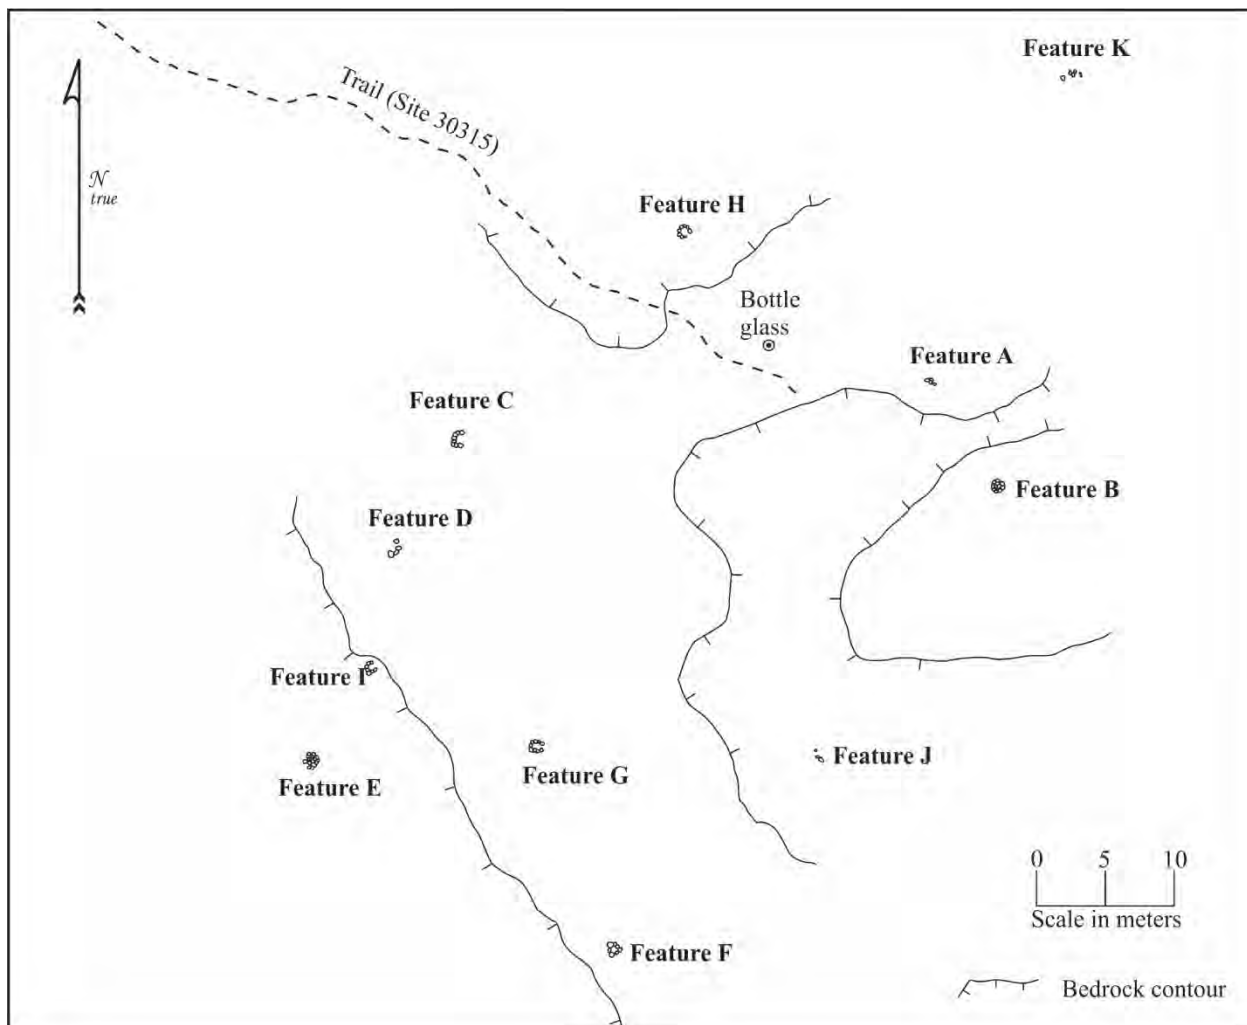 Feature K
Trail (Site 30315)
N
true
Feature H
Bottle
glass
Feature A
Feature C
Feature B
Feature D
Feature I
Feature J
Feature G
Feature E
0 5 10
Scale in meters
Feature F
Bedrock contour